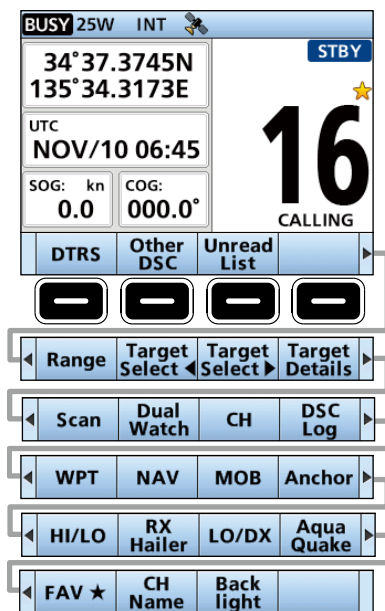 BUSY 25W INT
STBY
34°37.3745N
135°34.3173E
UTC
NOV/10 06:45
SOG: kn
0.0
COG:
000.0°
16
CALLING
DTRS Other DSC Unread List
Range Target Select ◀ Target Select ▶ Target Details
Scan Dual Watch CH DSC Log
WPT NAV MOB Anchor
HI/LO RX Hailer LO/DX Aqua Quake
FAV ★ CH Name Back light